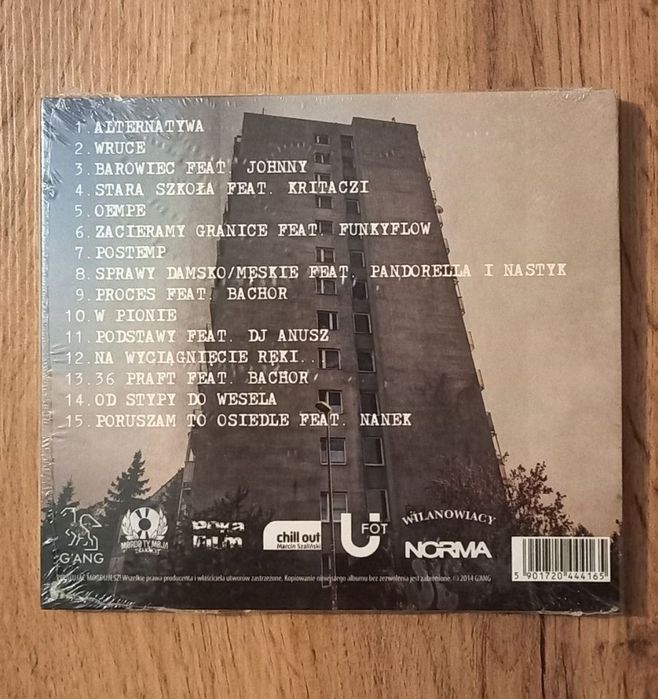 1. ALTERNATYWA
2. WRUCE
3. BAROWIEC FEAT. JOHNNY
4. STARA SZKOŁA FEAT. KRITACZI
5. OEMPE
6. ZACIERAMY GRANICE FEAT. FUNKYFLOW
7. POSTEMP
8. SPRAWY DAMSKO/MĘSKIE FEAT. PANDORELLA I NASTYK
9. PROCES FEAT. BACHOR
10. W PIONIE
11. PODSTAWY FEAT. DJ ANUSZ
12. NA WYCIĄGNIĘCIE RĘKI..
13. 36 PRAFT FEAT. BACHOR
14. OD STYPY DO WESELA
15. PORUSZAM TO OSIEDLE FEAT. NANEK
G'ANG
film
chill out
Marcin Szaliński
U FOT
WILANOWIACY
NORMA
5 901720 444165
Wszelkie prawa producenta i właściciela utworów zastrzeżone. Kopiowanie niniejszego albumu bez zezwolenia jest zabronione. © 2014 G'ANG